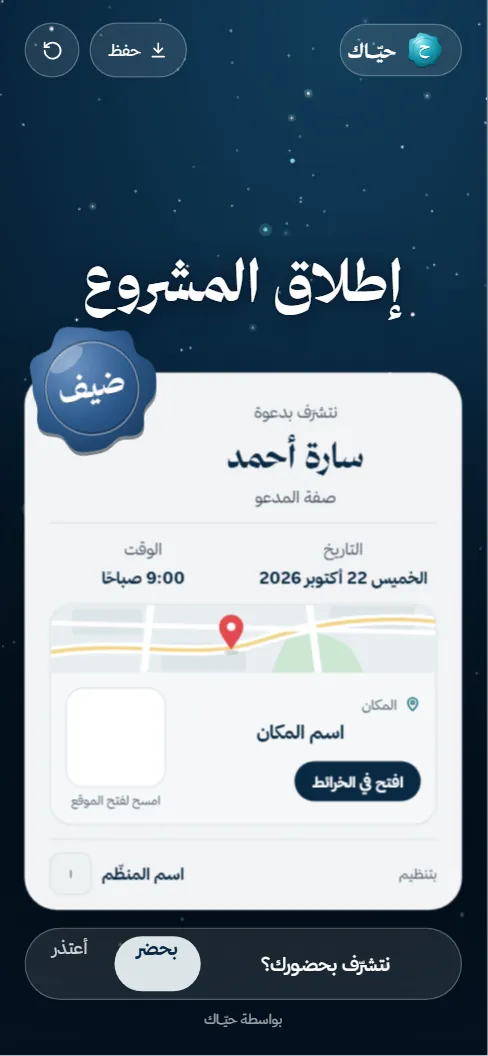 حيّاك
ح
حفظ
إطلاق المشروع
ضيف
نتشرّف بدعوة
سارة أحمد
صفة المدعو
التاريخ
الوقت
الخميس 22 أكتوبر 2026
9:00 صباحًا
المكان
اسم المكان
افتح في الخرائط
امسح لفتح الموقع
بتنظيم
اسم المنظّم
ا
نتشرّف بحضورك؟
بحضر
أعتذر
بواسطة حيّاك